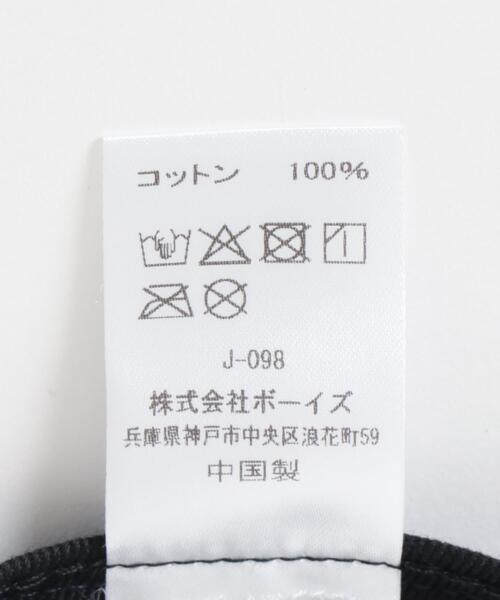 コットン 100%
J-098
株式会社ボーイズ
兵庫県神戸市中央区浪花町59
中国製